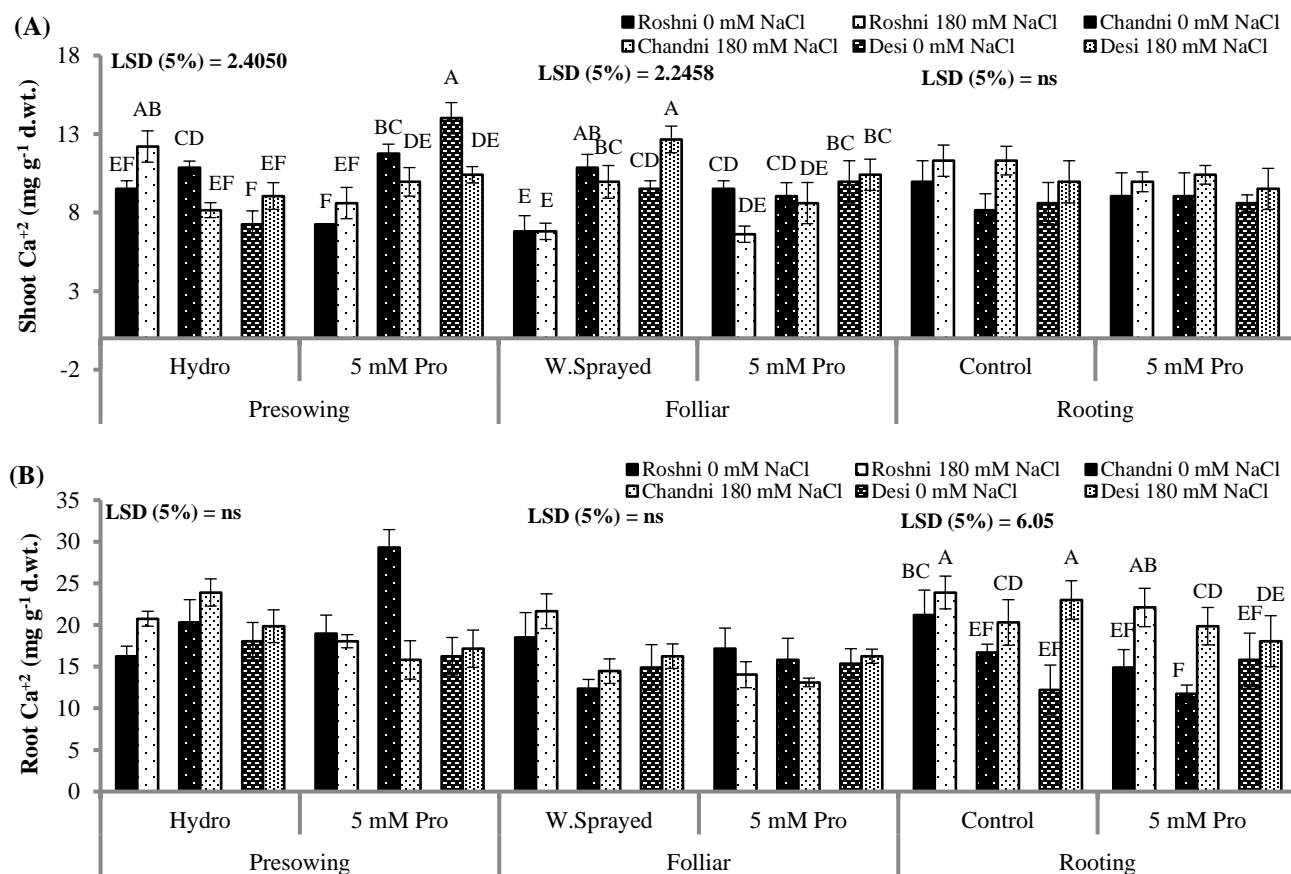 (A)
Roshni 0 mM NaCl Roshni 180 mM NaCl Chandni 0 mM NaCl
Chandni 180 mM NaCl Desi 0 mM NaCl Desi 180 mM NaCl
LSD (5%) = 2.4050 LSD (5%) = 2.2458 LSD (5%) = ns
Shoot Ca⁺² (mg g⁻¹ d.wt.)
18
13
8
3
-2
EF AB CD EF F EF F EF BC DE A DE E E AB BC CD A CD DE CD DE BC BC
Hydro 5 mM Pro W.Sprayed 5 mM Pro Control 5 mM Pro
Presowing Folliar Rooting
(B)
Roshni 0 mM NaCl Roshni 180 mM NaCl Chandni 0 mM NaCl
Chandni 180 mM NaCl Desi 0 mM NaCl Desi 180 mM NaCl
LSD (5%) = ns LSD (5%) = ns LSD (5%) = 6.05
Root Ca⁺² (mg g⁻¹ d.wt.)
35
30
25
20
15
10
5
0
BC A EF CD EF A EF AB F CD EF DE
Hydro 5 mM Pro W.Sprayed 5 mM Pro Control 5 mM Pro
Presowing Folliar Rooting